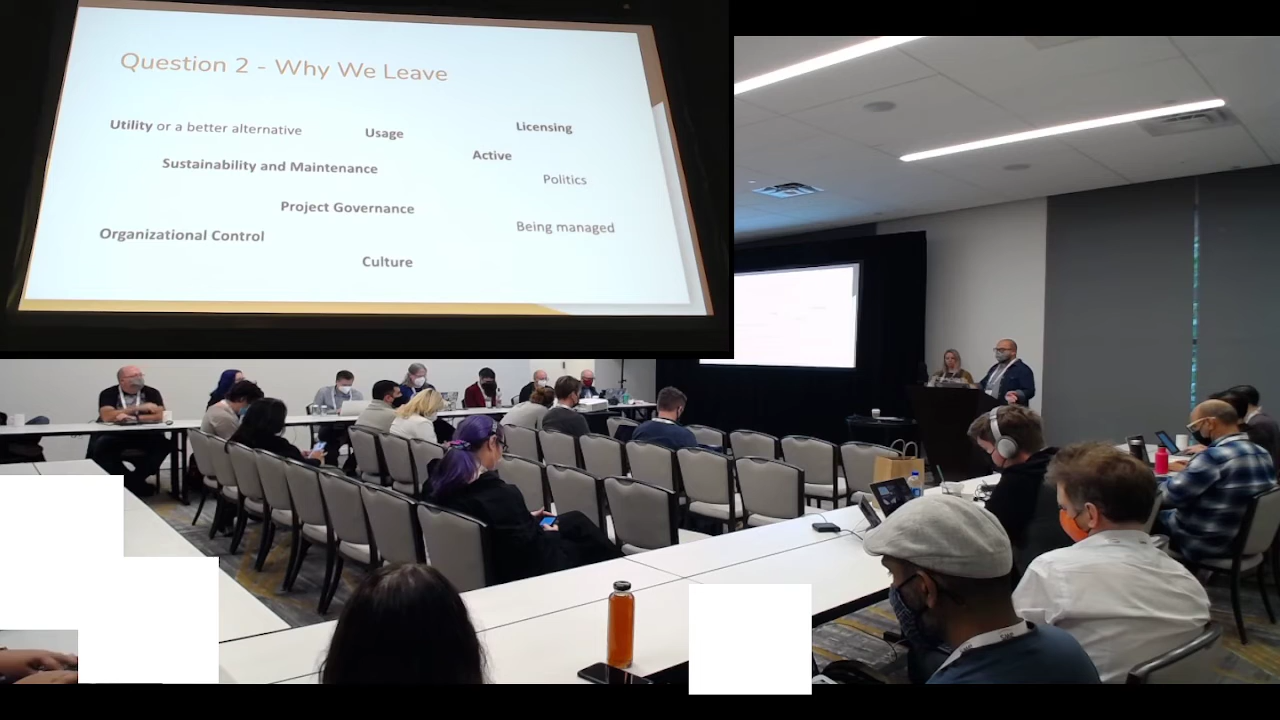 Question 2 - Why We Leave
Utility or a better alternative
Usage
Licensing
Sustainability and Maintenance
Active
Politics
Project Governance
Organizational Control
Being managed
Culture